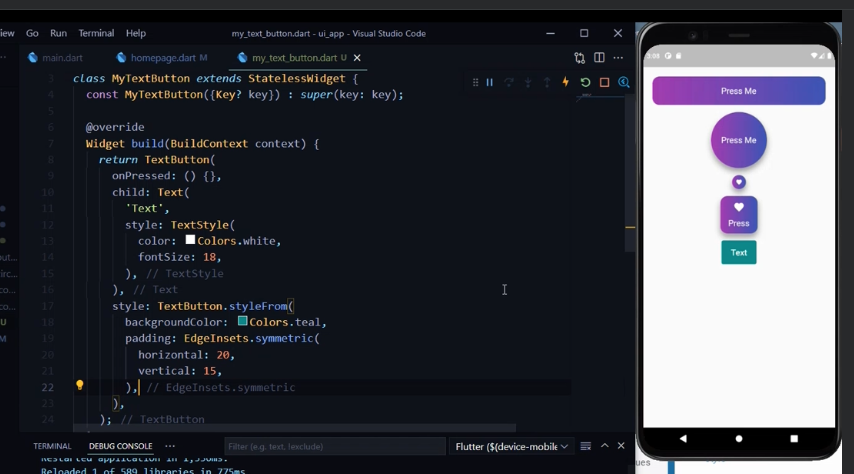 iew Go Run Terminal Help
my_text_button.dart - ui_app - Visual Studio Code
main.dart
homepage.dart M
my_text_button.dart U
3 class MyTextButton extends StatelessWidget {
4 const MyTextButton({Key? key}) : super(key: key);
5
6 @override
7 Widget build(BuildContext context) {
8 return TextButton(
9 onPressed: () {},
10 child: Text(
11 'Text',
12 style: TextStyle(
13 color: Colors.white,
14 fontSize: 18,
15 ), // TextStyle
16 ), // Text
17 style: TextButton.styleFrom(
18 backgroundColor: Colors.teal,
19 padding: EdgeInsets.symmetric(
20 horizontal: 20,
21 vertical: 15,
22 ), // EdgeInsets.symmetric
23 ),
24 ); // TextButton
ut...
irc...
co...
co...
U
M
TERMINAL DEBUG CONSOLE
Filter (e.g. text, !exclude)
Flutter (${device-mobile
Restarted application in 1,550ms.
Reloaded 1 of 589 libraries in 775ms.
Press Me
Press Me
Press
Text
ues